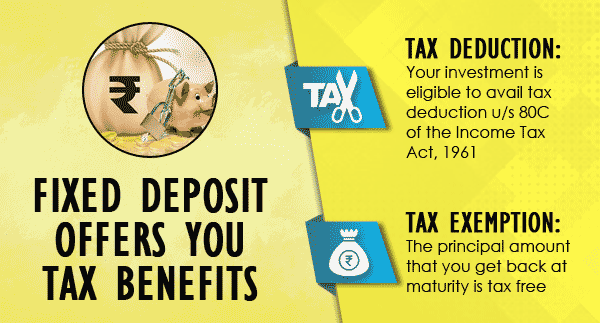 ₹
FIXED DEPOSIT
OFFERS YOU
TAX BENEFITS
TAX
TAX DEDUCTION:
Your investment is
eligible to avail tax
deduction u/s 80C
of the Income Tax
Act, 1961
₹
TAX EXEMPTION:
The principal amount
that you get back at
maturity is tax free